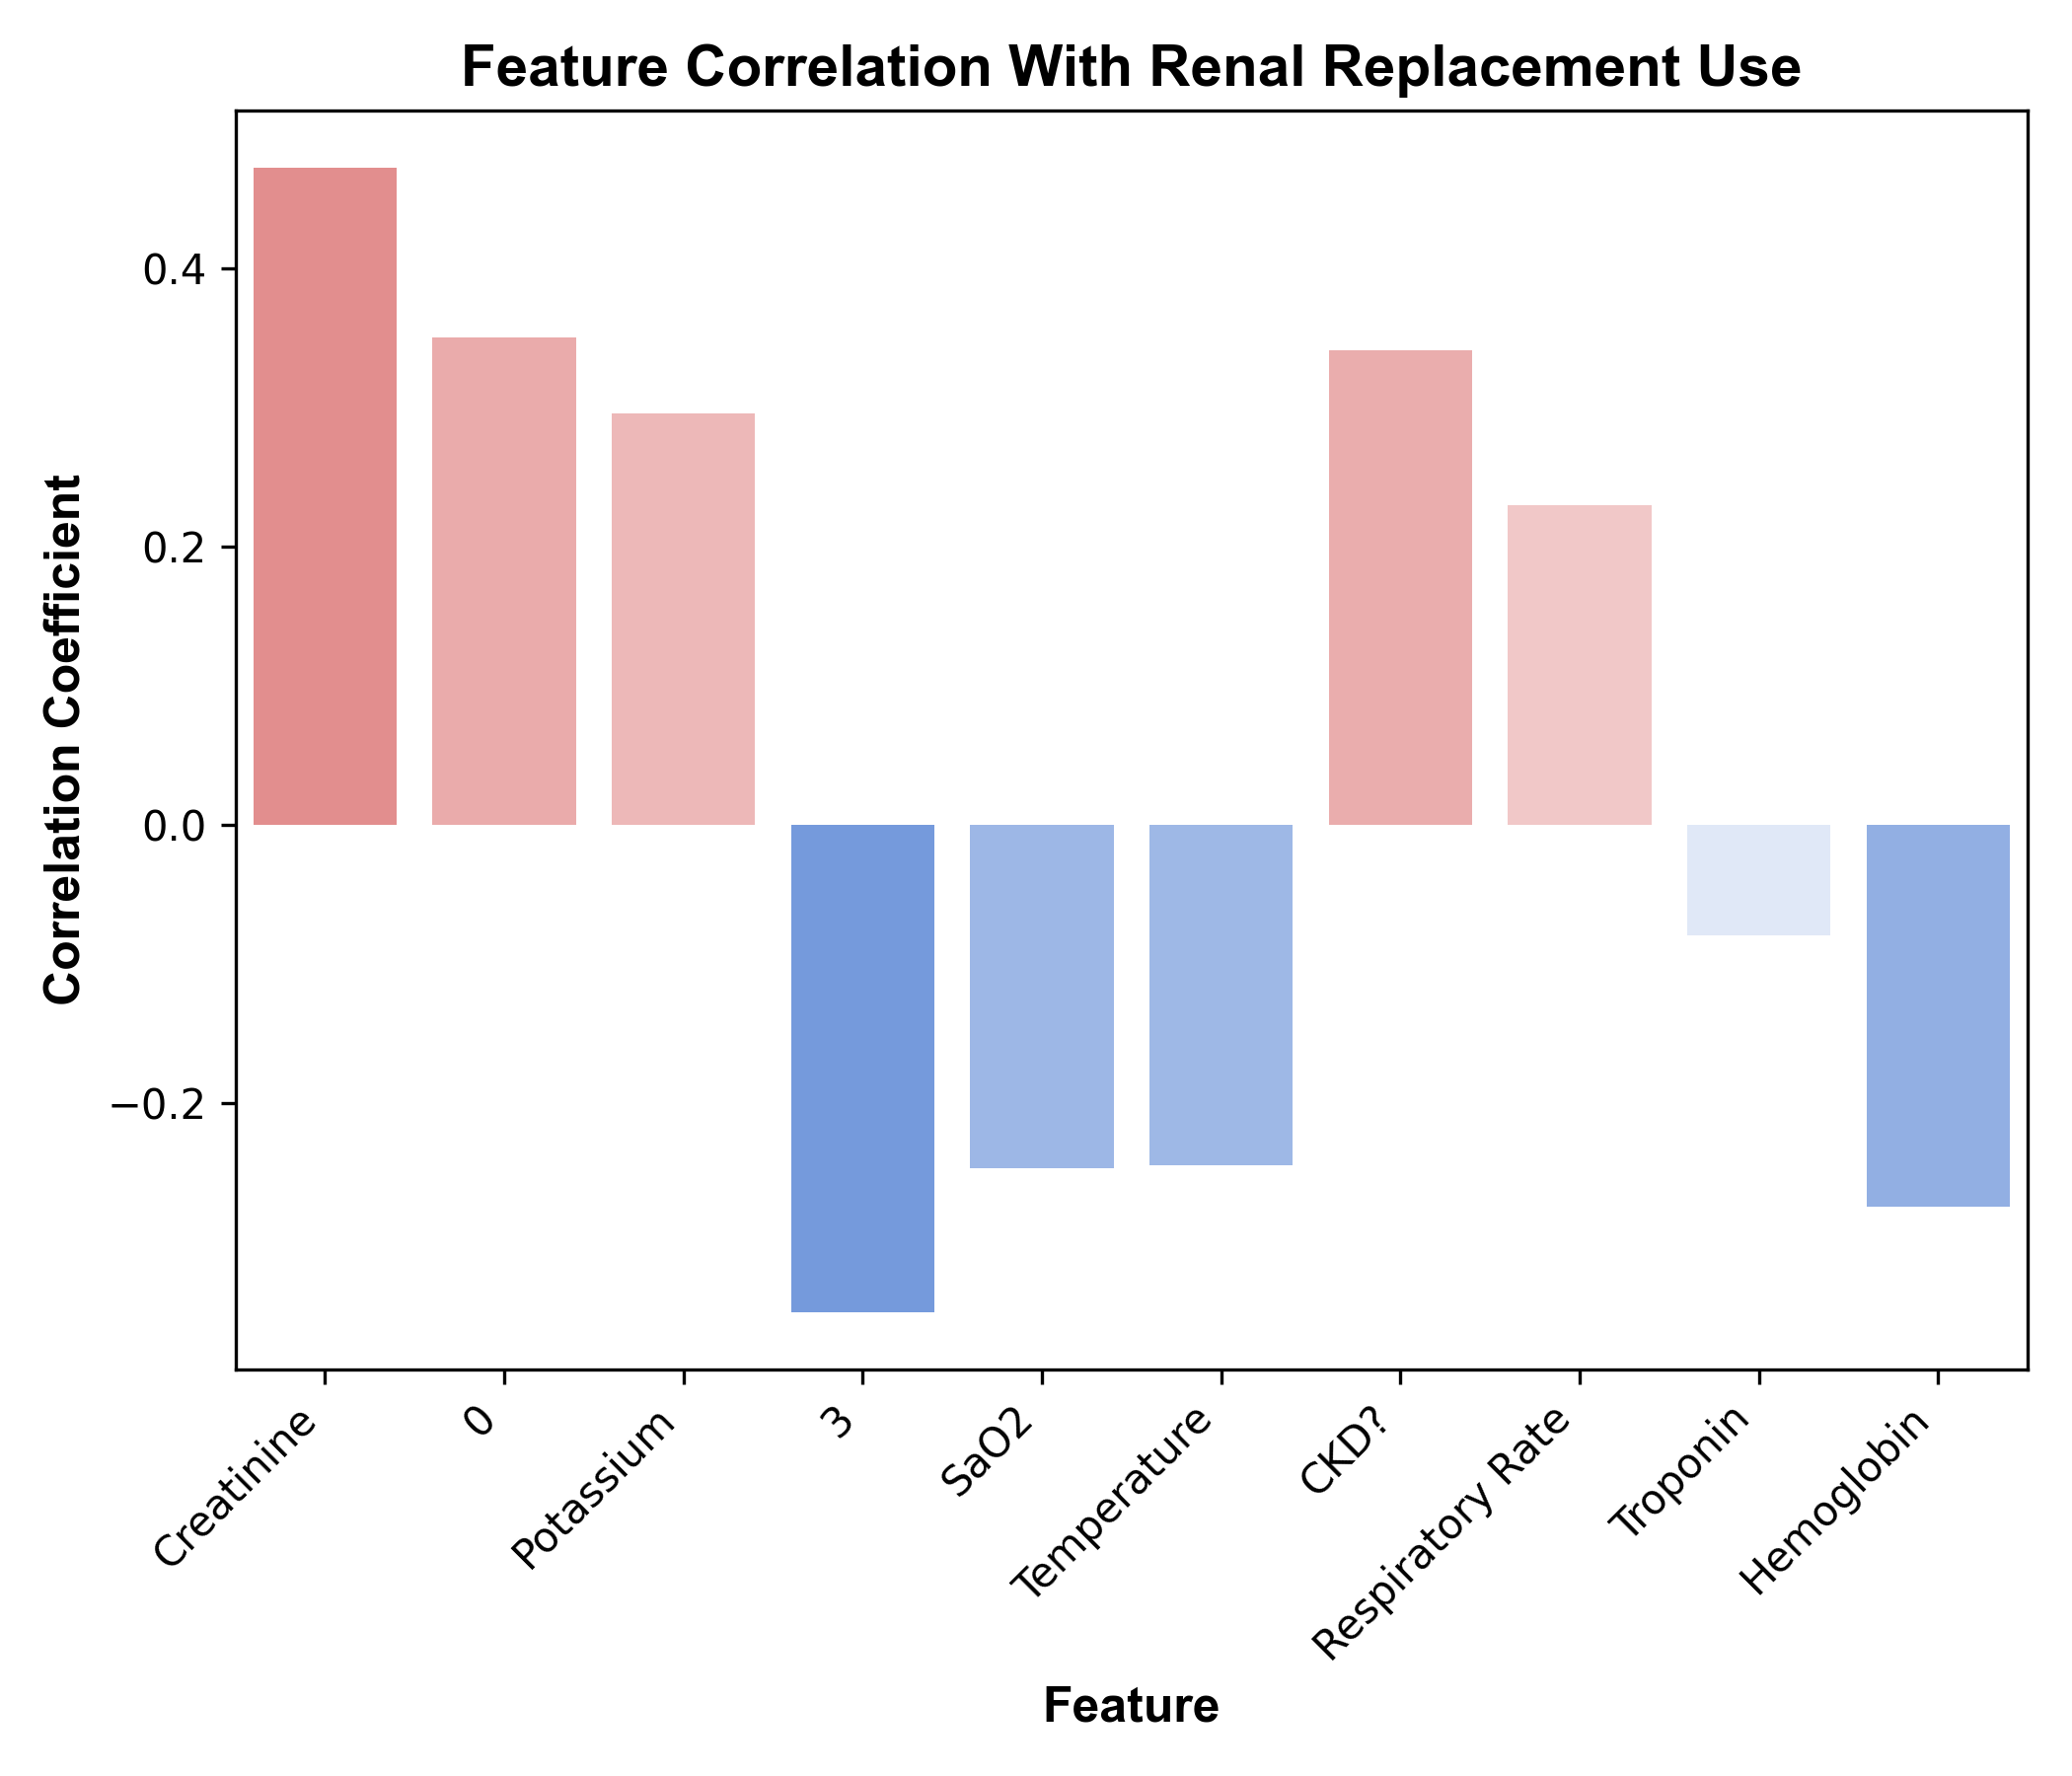 Feature Correlation With Renal Replacement Use
Correlation Coefficient
0.4
0.2
0.0
−0.2
Creatinine
0
Potassium
3
SaO2
Temperature
CKD?
Respiratory Rate
Troponin
Hemoglobin
Feature